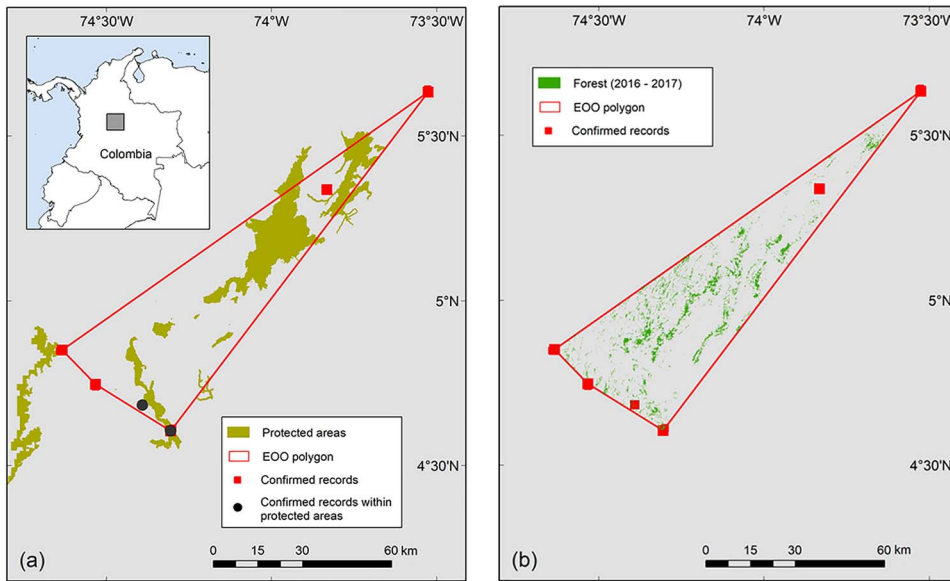 74°30'W
74°W
73°30'W
Colombia
5°30'N
5°N
4°30'N
Protected areas
EOO polygon
Confirmed records
Confirmed records within
protected areas
(a)
0 15 30 60 km
74°30'W
74°W
73°30'W
Forest (2016 - 2017)
EOO polygon
Confirmed records
5°30'N
5°N
4°30'N
(b)
0 15 30 60 km